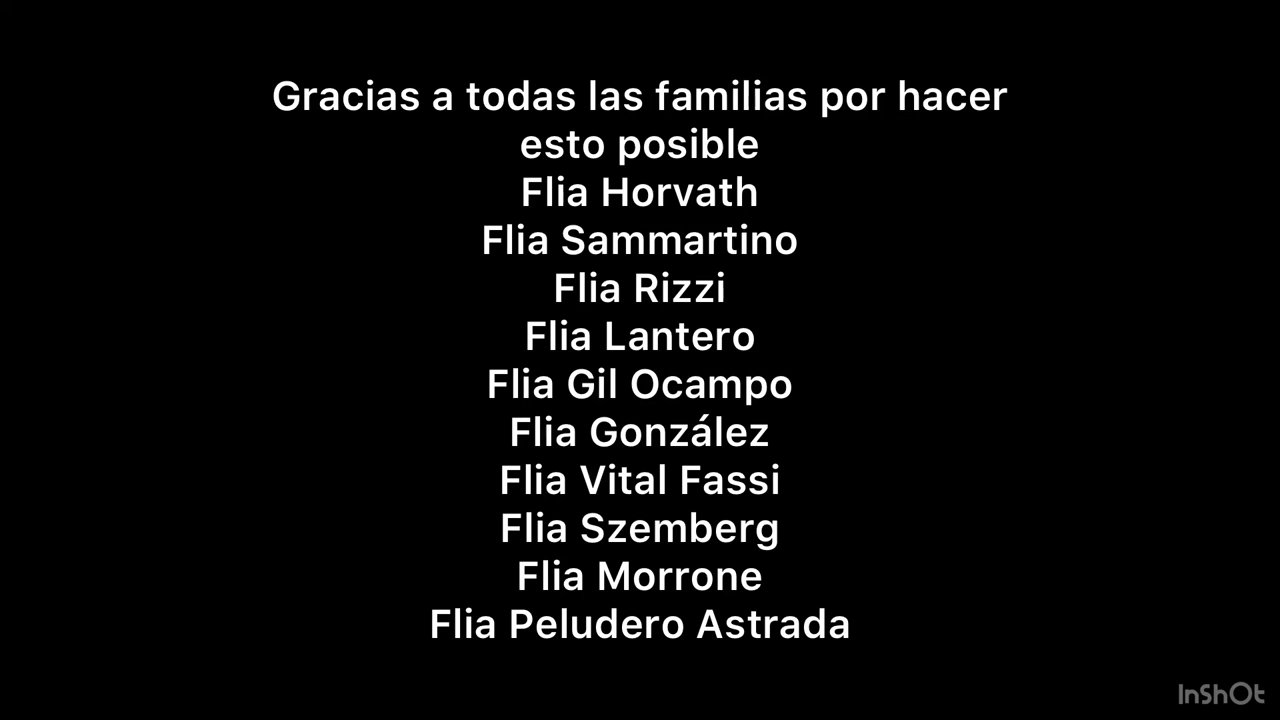 Gracias a todas las familias por hacer
esto posible
Flia Horvath
Flia Sammartino
Flia Rizzi
Flia Lantero
Flia Gil Ocampo
Flia González
Flia Vital Fassi
Flia Szemberg
Flia Morrone
Flia Peludero Astrada
InShOt